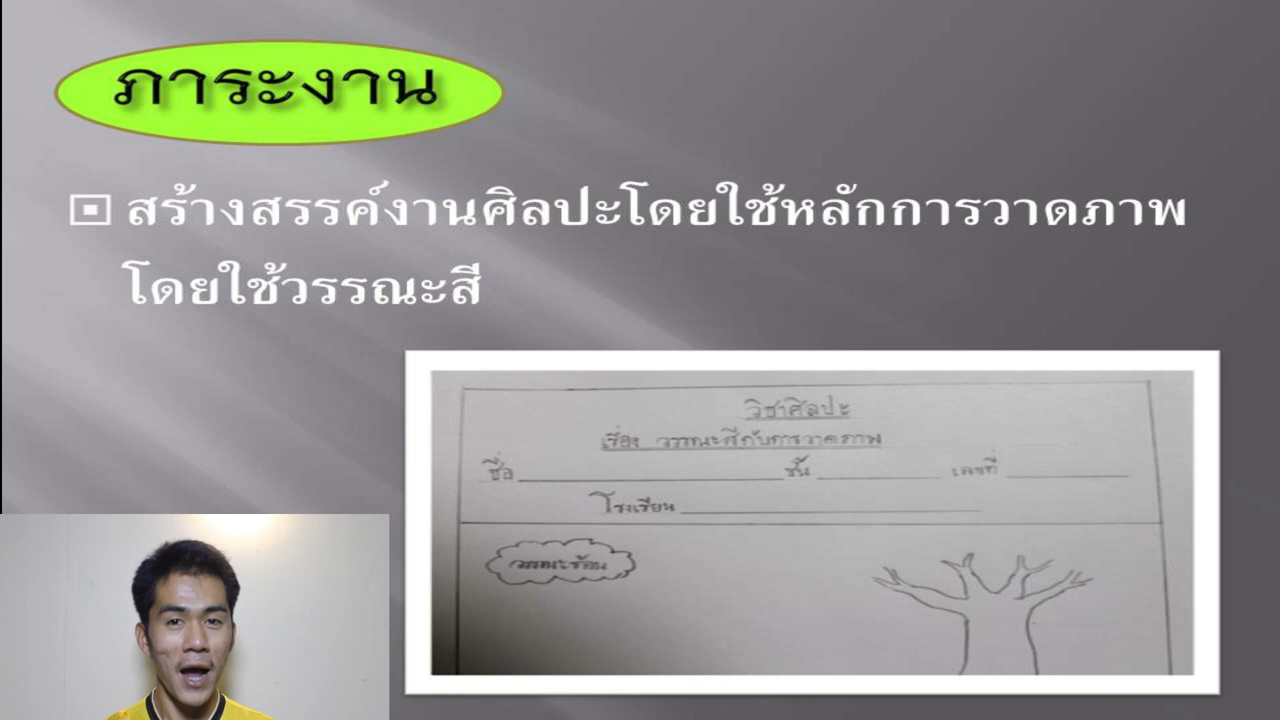 ภาระงาน
สร้างสรรค์งานศิลปะโดยใช้หลักการวาดภาพ
โดยใช้วรรณะสี
วิชาศิลปะ
เรื่อง วรรณะสีกับการวาดภาพ
ชื่อ ชั้น เลขที่
โรงเรียน
วรรณะร้อน